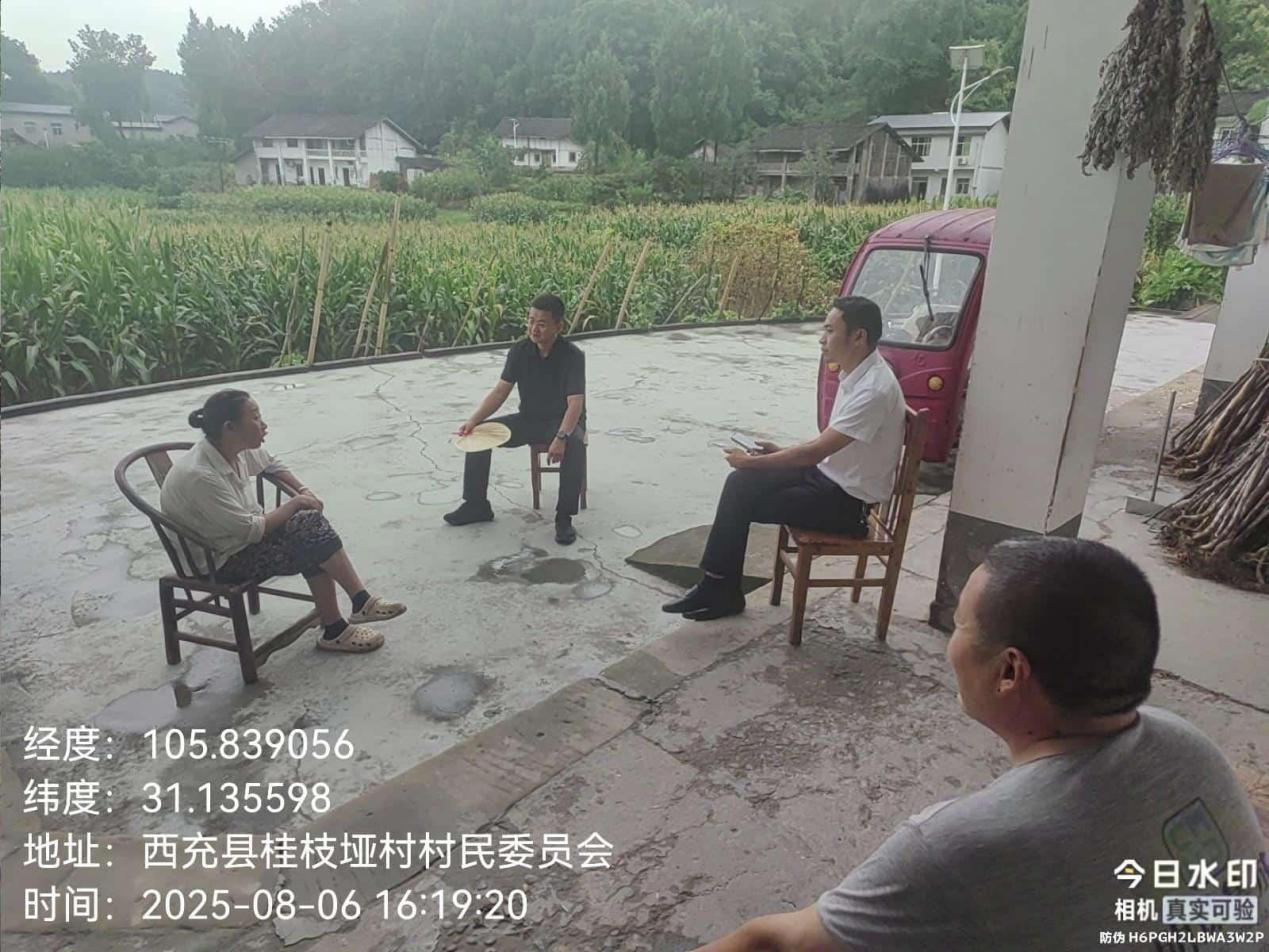 经度： 105.839056
纬度： 31.135598
地址： 西充县桂枝垭村村民委员会
时间： 2025-08-06 16:19:20
今日水印
相机 真实可验
防伪 H6PGH2LBWA3W2P